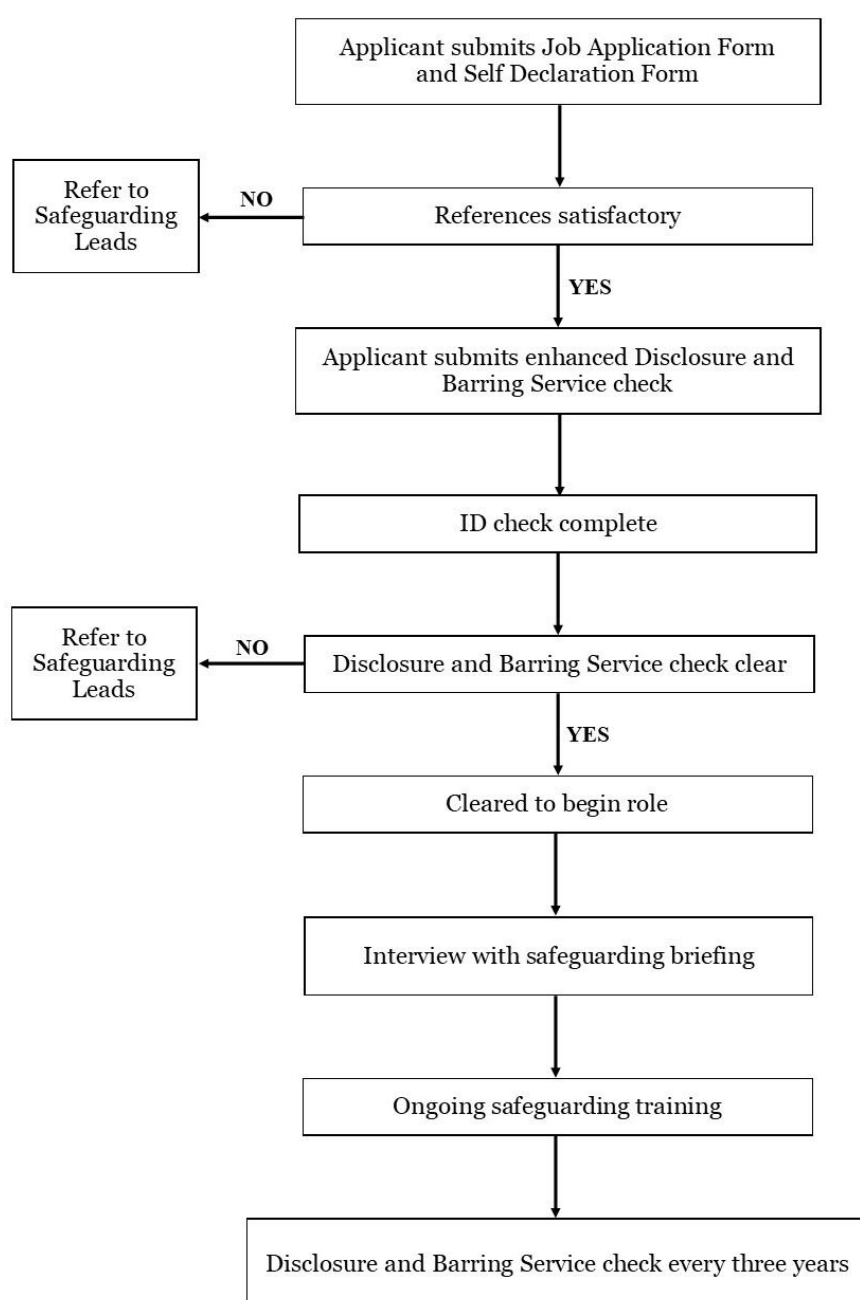 Applicant submits Job Application Form
and Self Declaration Form
Refer to
Safeguarding
Leads
NO
References satisfactory
YES
Applicant submits enhanced Disclosure and
Barring Service check
ID check complete
Refer to
Safeguarding
Leads
NO
Disclosure and Barring Service check clear
YES
Cleared to begin role
Interview with safeguarding briefing
Ongoing safeguarding training
Disclosure and Barring Service check every three years